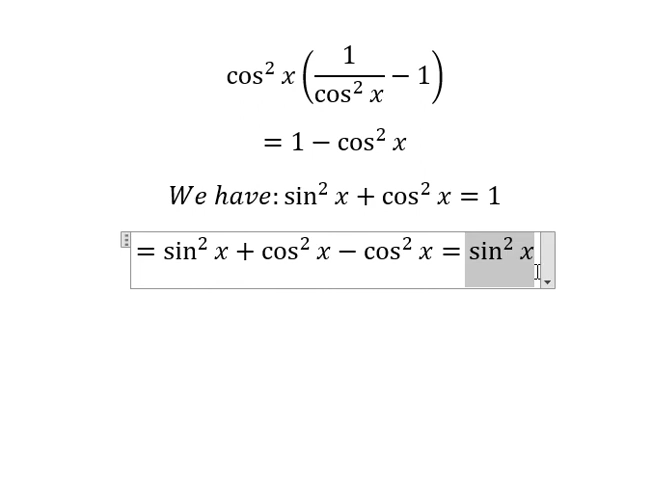 cos² x (1/cos² x − 1)
= 1 − cos² x
We have: sin² x + cos² x = 1
= sin² x + cos² x − cos² x = sin² x